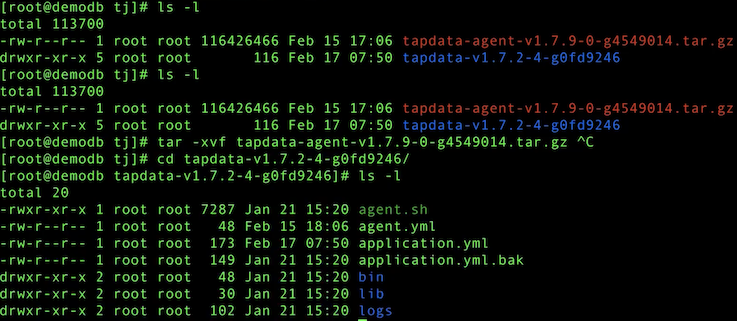 [root@demodb tj]# ls -l
total 113700
-rw-r--r-- 1 root root 116426466 Feb 15 17:06 tapdata-agent-v1.7.9-0-g4549014.tar.gz
drwxr-xr-x 5 root root       116 Feb 17 07:50 tapdata-v1.7.2-4-g0fd9246
[root@demodb tj]# ls -l
total 113700
-rw-r--r-- 1 root root 116426466 Feb 15 17:06 tapdata-agent-v1.7.9-0-g4549014.tar.gz
drwxr-xr-x 5 root root       116 Feb 17 07:50 tapdata-v1.7.2-4-g0fd9246
[root@demodb tj]# tar -xvf tapdata-agent-v1.7.9-0-g4549014.tar.gz ^C
[root@demodb tj]# cd tapdata-v1.7.2-4-g0fd9246/
[root@demodb tapdata-v1.7.2-4-g0fd9246]# ls -l
total 20
-rwxr-xr-x 1 root root 7287 Jan 21 15:20 agent.sh
-rw-r--r-- 1 root root   48 Feb 15 18:06 agent.yml
-rw-r--r-- 1 root root  173 Feb 17 07:50 application.yml
-rw-r--r-- 1 root root  149 Jan 21 15:20 application.yml.bak
drwxr-xr-x 2 root root   48 Jan 21 15:20 bin
drwxr-xr-x 2 root root   30 Jan 21 15:20 lib
drwxr-xr-x 2 root root  102 Jan 21 15:20 logs